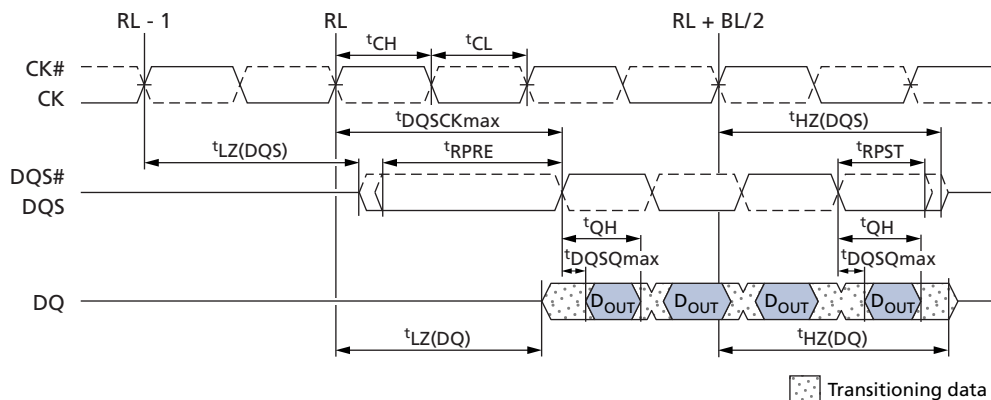 RL - 1
RL
RL + BL/2
tCH
tCL
CK#
CK
tDQSCKmax
tHZ(DQS)
tLZ(DQS)
tRPRE
tRPST
DQS#
DQS
tQH
tQH
tDQSQmax
tDQSQmax
DQ
DOUT
DOUT
DOUT
DOUT
tLZ(DQ)
tHZ(DQ)
Transitioning data